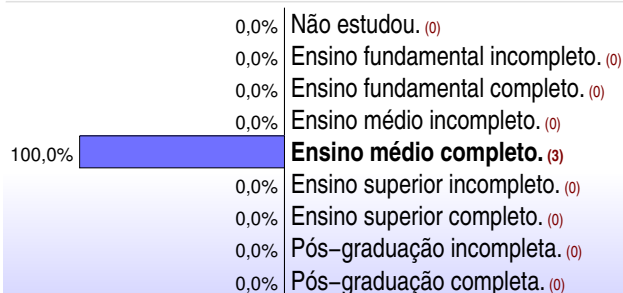 0,0% Não estudou. (0)
0,0% Ensino fundamental incompleto. (0)
0,0% Ensino fundamental completo. (0)
0,0% Ensino médio incompleto. (0)
100,0% Ensino médio completo. (3)
0,0% Ensino superior incompleto. (0)
0,0% Ensino superior completo. (0)
0,0% Pós−graduação incompleta. (0)
0,0% Pós−graduação completa. (0)